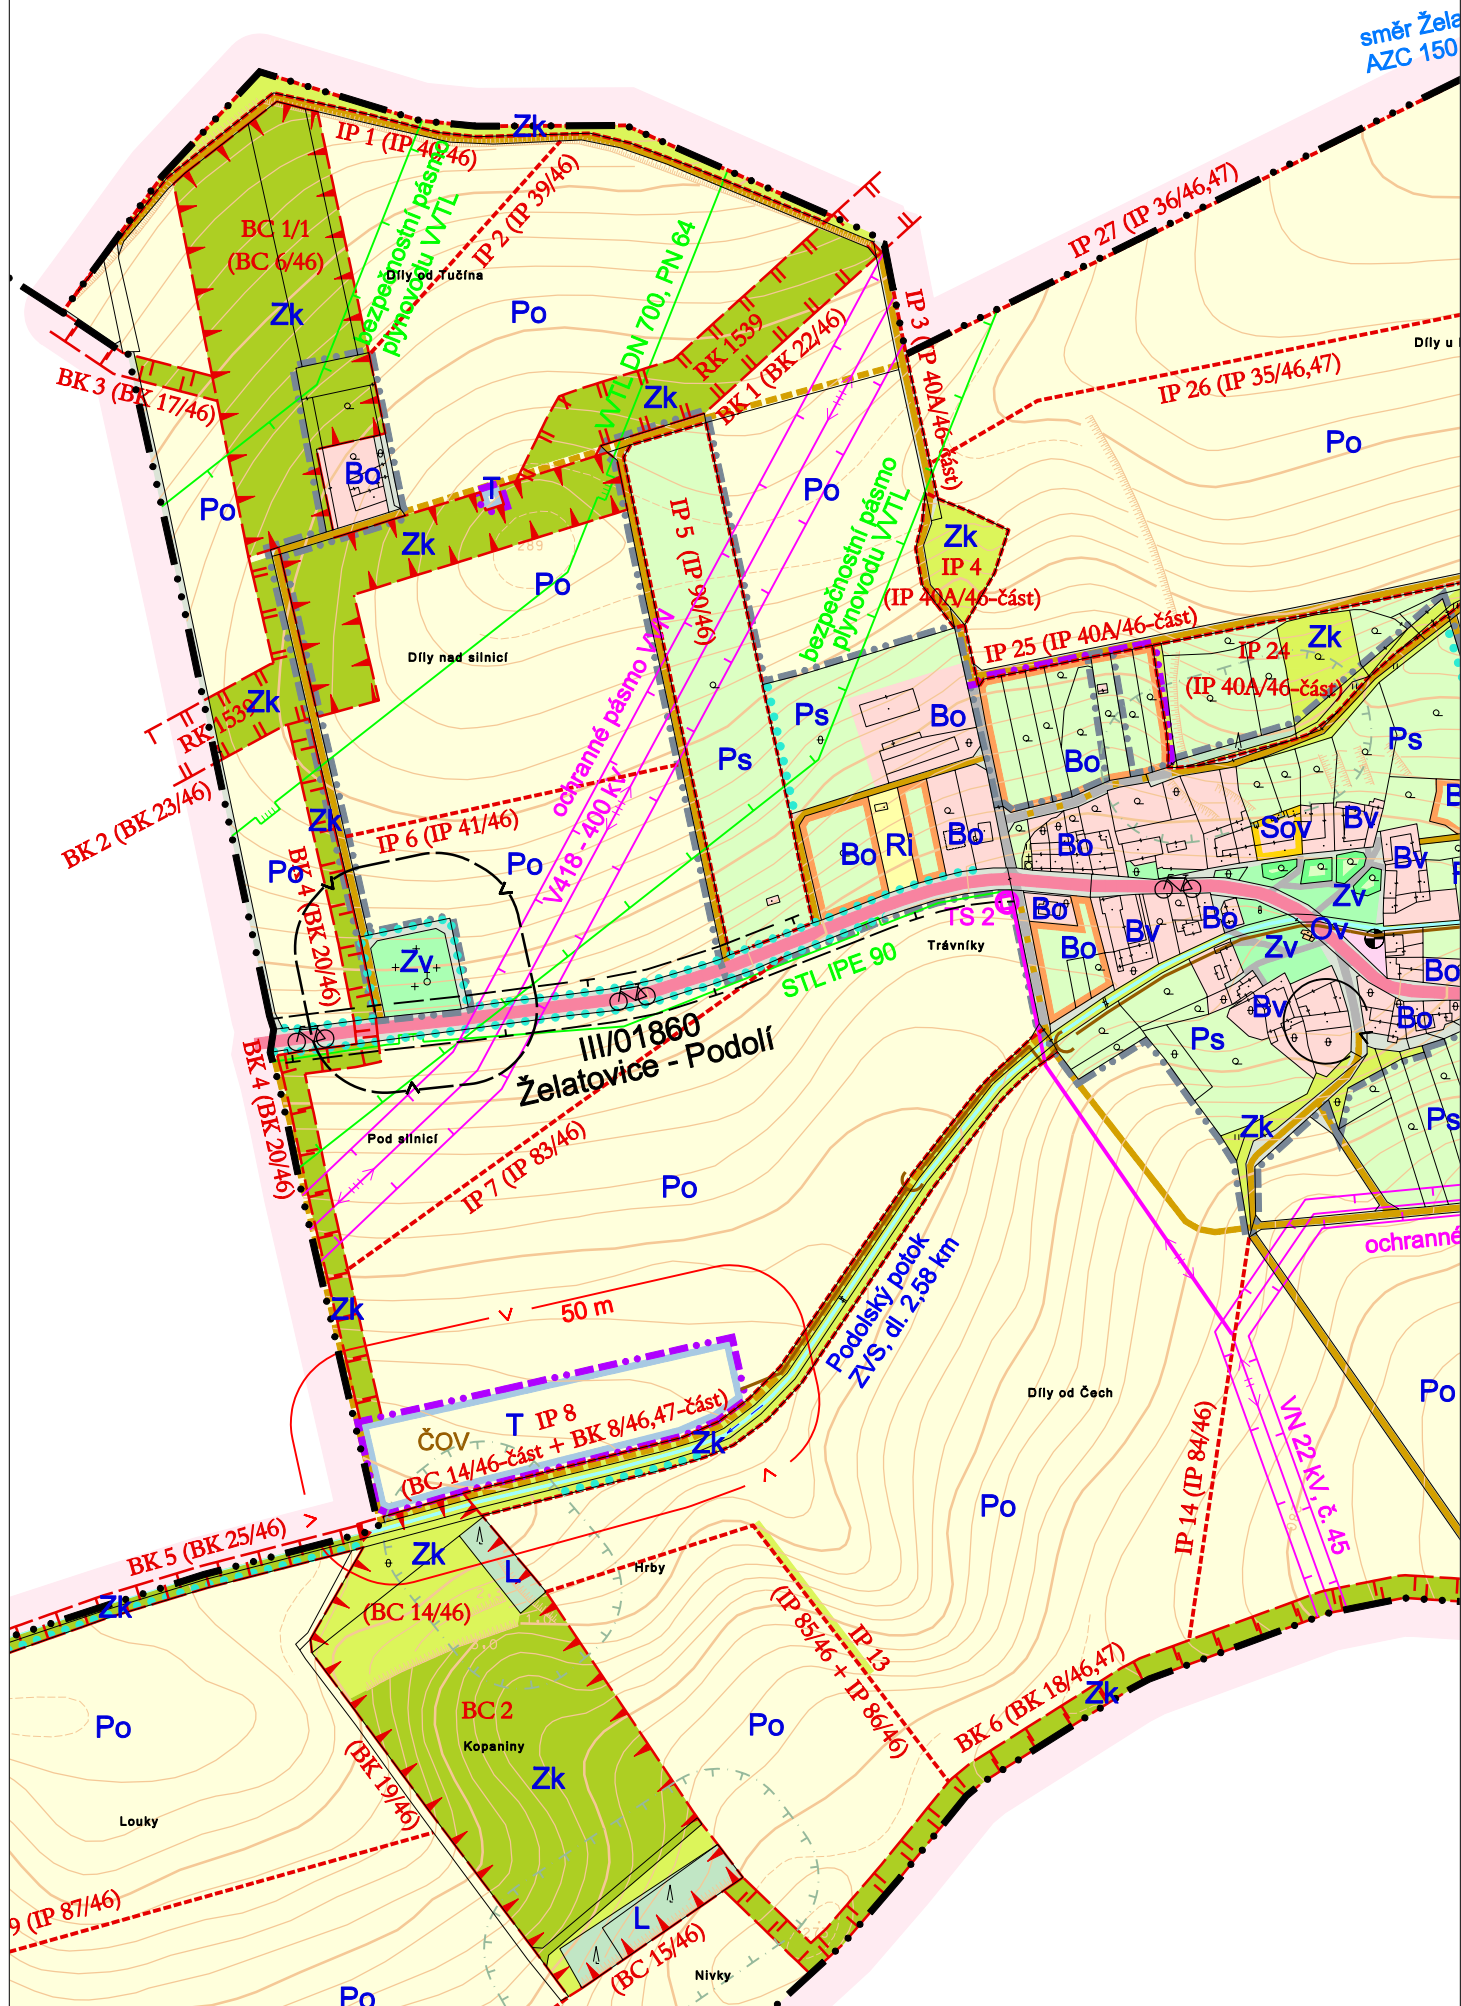 směr Žela
AZC 150
Zk
IP 1 (IP 40/46)
bezpečnostní pásmo
plynovodu VVTL
IP 2 (IP 39/46)
BC 1/1
(BC 6/46)
Zk
Díly od Tučína
Po
VVTL DN 700, PN 64
IP 27 (IP 36/46,47)
IP 3 (IP 40A/46-část)
RK 1539
BK 1 (BK 22/46)
Díly u
IP 26 (IP 35/46,47)
BK 3 (BK 17/46)
Zk
Po
Bo
T
Po
Po
Zk
289
Po
IP 5 (IP 90/46)
bezpečnostní pásmo
plynovodu VVTL
Zk
IP 4
(IP 40A/46-část)
IP 25 (IP 40A/46-část)
IP 24
(IP 40A/46-část)
Zk
Díly nad silnicí
ochranné pásmo VVN
V418 - 400 kV
Zk
RK 1539
BK 2 (BK 23/46)
Ps
Bo
Ps
Bo
Ps
Zk
IP 6 (IP 41/46)
Po
Po
BK 4 (BK 20/46)
Bo
Ri
Bo
Bo
Sov
Bv
Bv
B
Zv
Zv
TS 2
Bo
Bo
Bv
Bo
Ov
Zv
Bo
STL IPE 90
Trávníky
III/01860
Želatovice - Podolí
Bv
Bo
Ps
BK 4 (BK 20/46)
Pod silnicí
IP 7 (IP 83/46)
Po
Zk
Ps
ochranné
Podolský potok
ZVS, dl. 2,58 km
Zk
50 m
Díly od Čech
Po
IP 14 (IP 84/46)
VN 22 kV, č. 45
T
IP 8
ČOV
(BC 14/46-část + BK 8/46,47-část)
Zk
Po
BK 5 (BK 25/46)
Zk
Zk
L
(BC 14/46)
Hrby
IP 13
(IP 85/46 + IP 86/46)
BK 6 (BK 18/46,47)
Zk
Po
BC 2
Kopaniny
Zk
Po
(BK 19/46)
Louky
9 (IP 87/46)
L
(BC 15/46)
Nivky
Po